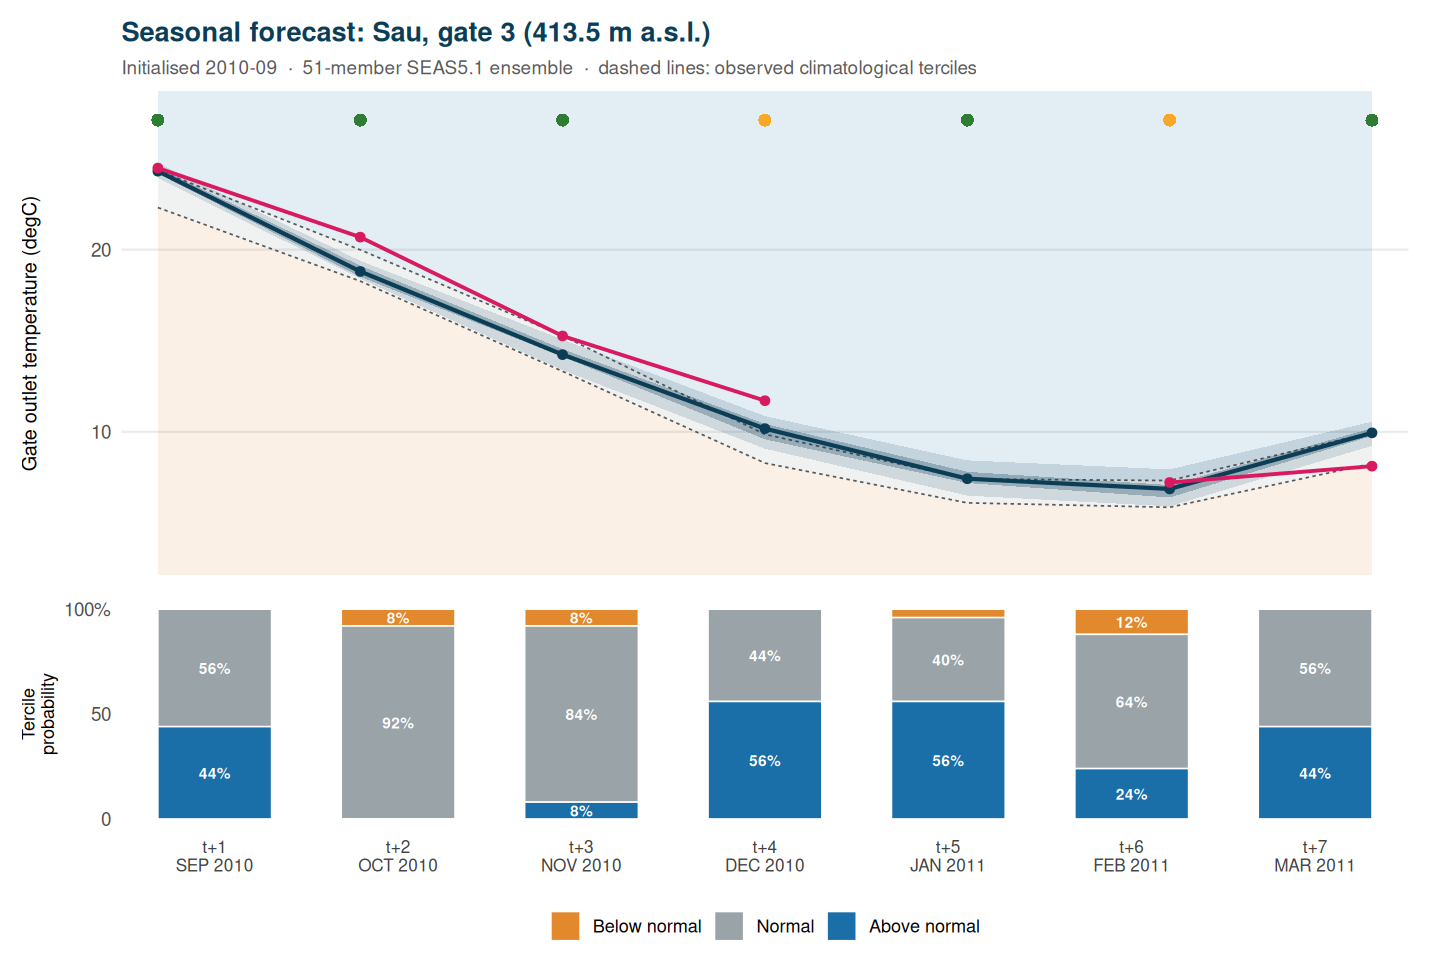 Seasonal forecast: Sau, gate 3 (413.5 m a.s.l.)
Initialised 2010-09 · 51-member SEAS5.1 ensemble · dashed lines: observed climatological terciles
Gate outlet temperature (degC)
20
10
Tercile
probability
100%
50
0
56%
44%
8%
92%
8%
84%
8%
44%
56%
40%
56%
12%
64%
24%
56%
44%
t+1
SEP 2010
t+2
OCT 2010
t+3
NOV 2010
t+4
DEC 2010
t+5
JAN 2011
t+6
FEB 2011
t+7
MAR 2011
Below normal
Normal
Above normal